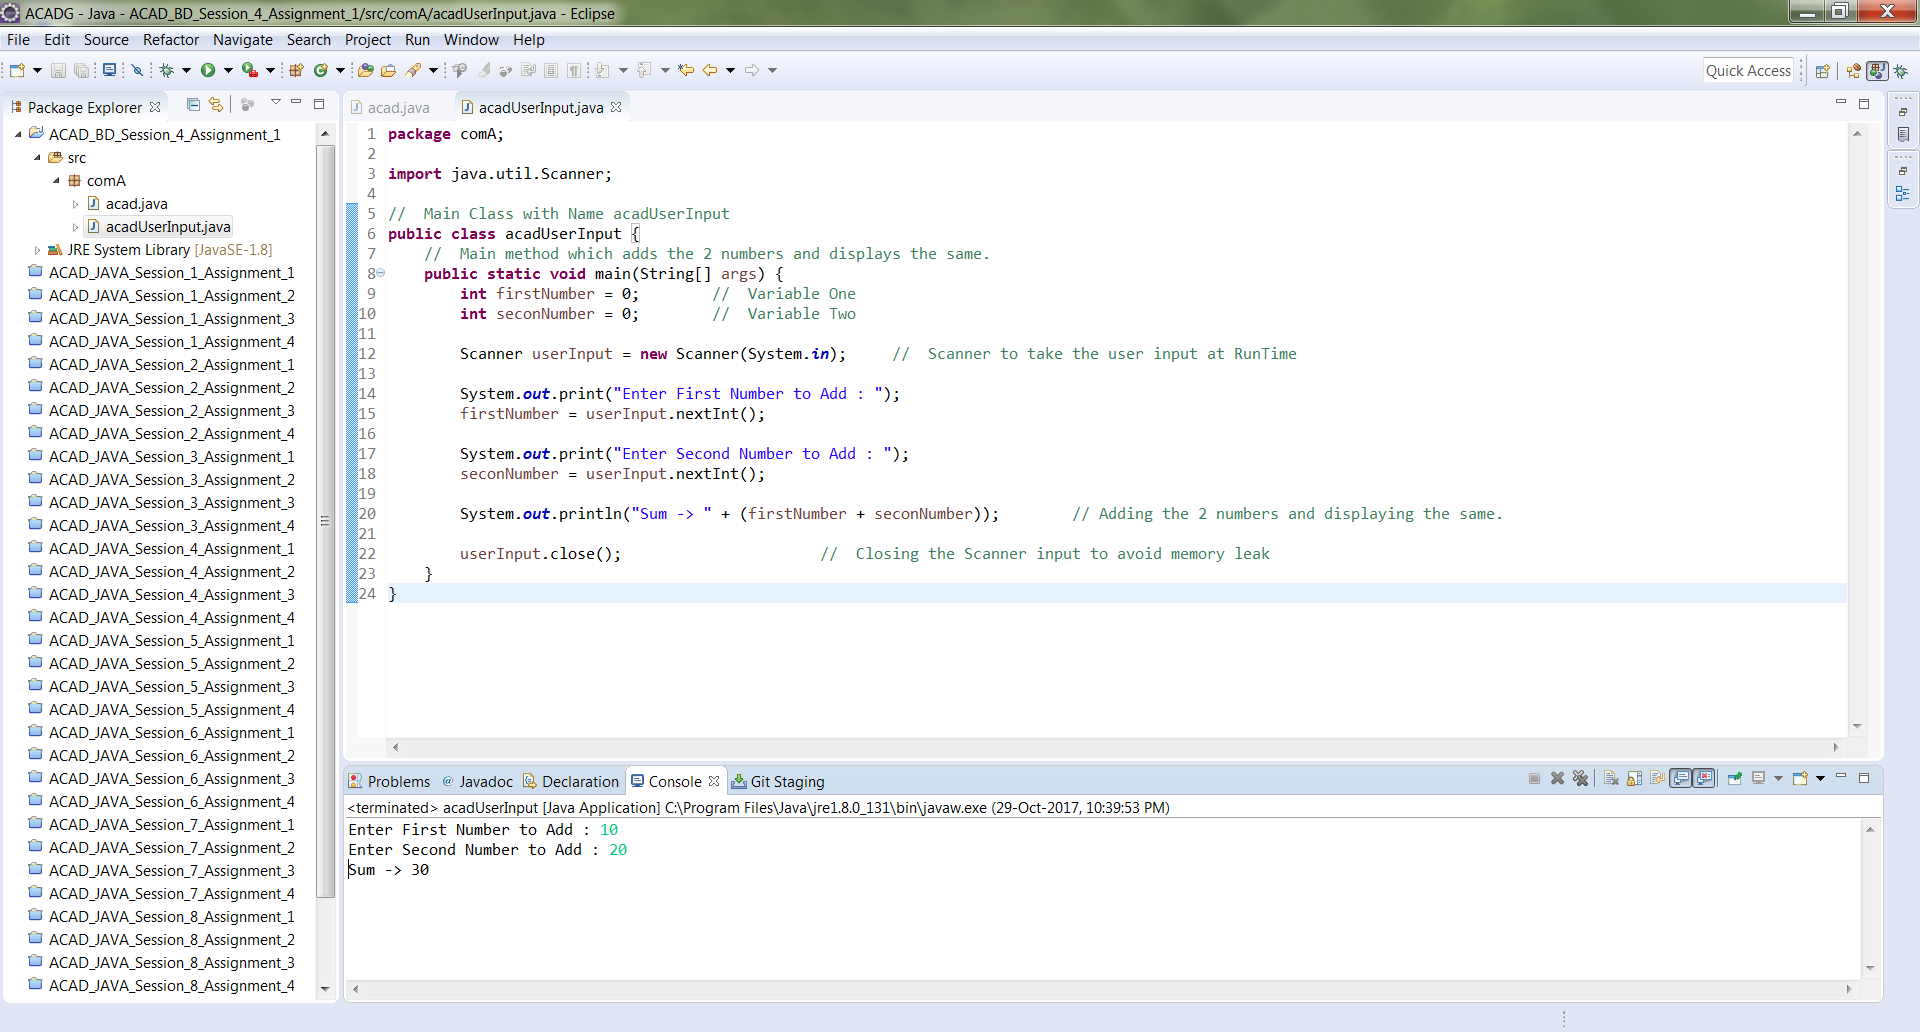 ACADG - Java - ACAD_BD_Session_4_Assignment_1/src/comA/acadUserInput.java - Eclipse
File Edit Source Refactor Navigate Search Project Run Window Help
Quick Access
Package Explorer
ACAD_BD_Session_4_Assignment_1
src
comA
acad.java
acadUserInput.java
JRE System Library [JavaSE-1.8]
ACAD_JAVA_Session_1_Assignment_1
ACAD_JAVA_Session_1_Assignment_2
ACAD_JAVA_Session_1_Assignment_3
ACAD_JAVA_Session_1_Assignment_4
ACAD_JAVA_Session_2_Assignment_1
ACAD_JAVA_Session_2_Assignment_2
ACAD_JAVA_Session_2_Assignment_3
ACAD_JAVA_Session_2_Assignment_4
ACAD_JAVA_Session_3_Assignment_1
ACAD_JAVA_Session_3_Assignment_2
ACAD_JAVA_Session_3_Assignment_3
ACAD_JAVA_Session_3_Assignment_4
ACAD_JAVA_Session_4_Assignment_1
ACAD_JAVA_Session_4_Assignment_2
ACAD_JAVA_Session_4_Assignment_3
ACAD_JAVA_Session_4_Assignment_4
ACAD_JAVA_Session_5_Assignment_1
ACAD_JAVA_Session_5_Assignment_2
ACAD_JAVA_Session_5_Assignment_3
ACAD_JAVA_Session_5_Assignment_4
ACAD_JAVA_Session_6_Assignment_1
ACAD_JAVA_Session_6_Assignment_2
ACAD_JAVA_Session_6_Assignment_3
ACAD_JAVA_Session_6_Assignment_4
ACAD_JAVA_Session_7_Assignment_1
ACAD_JAVA_Session_7_Assignment_2
ACAD_JAVA_Session_7_Assignment_3
ACAD_JAVA_Session_7_Assignment_4
ACAD_JAVA_Session_8_Assignment_1
ACAD_JAVA_Session_8_Assignment_2
ACAD_JAVA_Session_8_Assignment_3
ACAD_JAVA_Session_8_Assignment_4
acad.java acadUserInput.java
1 package comA;
2
3 import java.util.Scanner;
4
5 //  Main Class with Name acadUserInput
6 public class acadUserInput {
7     //  Main method which adds the 2 numbers and displays the same.
8     public static void main(String[] args) {
9         int firstNumber = 0;        //  Variable One
10         int seconNumber = 0;        //  Variable Two
11
12         Scanner userInput = new Scanner(System.in);     //  Scanner to take the user input at RunTime
13
14         System.out.print("Enter First Number to Add : ");
15         firstNumber = userInput.nextInt();
16
17         System.out.print("Enter Second Number to Add : ");
18         seconNumber = userInput.nextInt();
19
20         System.out.println("Sum -> " + (firstNumber + seconNumber));        // Adding the 2 numbers and displaying the same.
21
22         userInput.close();                      //  Closing the Scanner input to avoid memory leak
23     }
24 }
Problems Javadoc Declaration Console Git Staging
<terminated> acadUserInput [Java Application] C:\Program Files\Java\jre1.8.0_131\bin\javaw.exe (29-Oct-2017, 10:39:53 PM)
Enter First Number to Add : 10
Enter Second Number to Add : 20
Sum -> 30